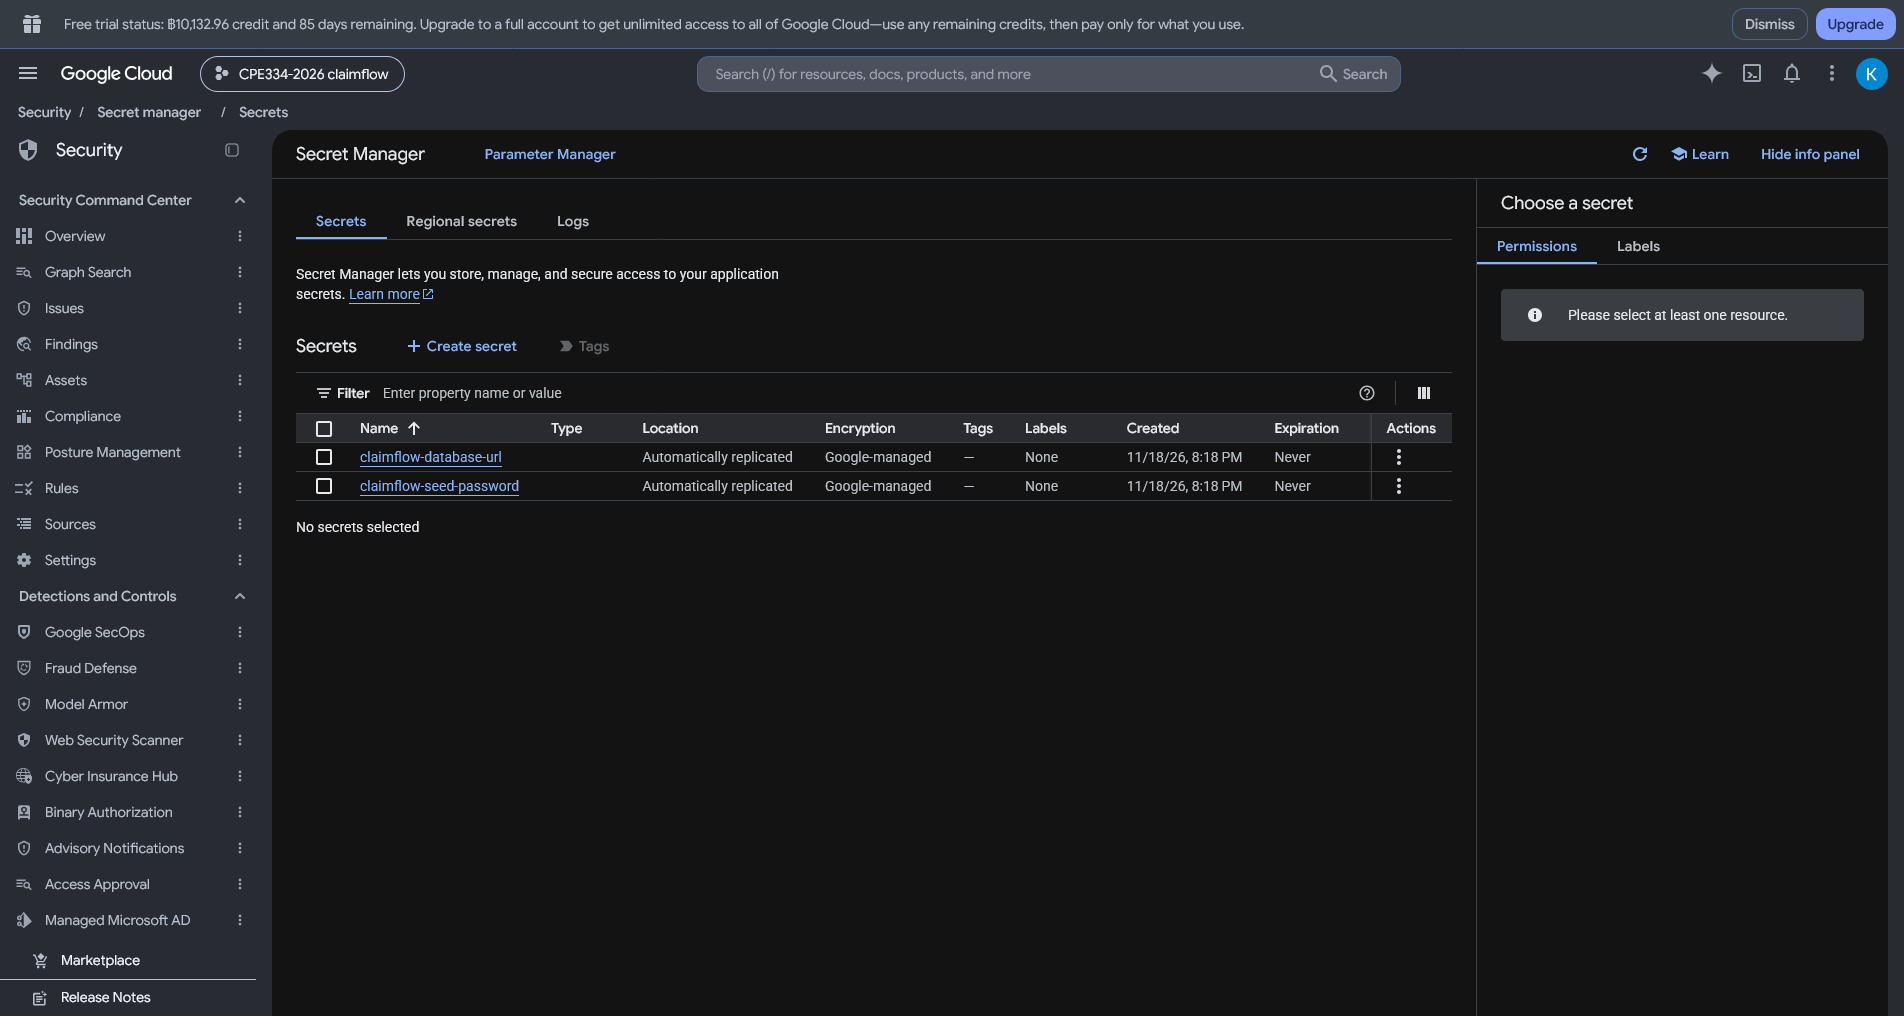 Free trial status: ฿10,132.96 credit and 85 days remaining. Upgrade to a full account to get unlimited access to all of Google Cloud—use any remaining credits, then pay only for what you use.
Dismiss
Upgrade
Google Cloud
CPE334-2026 claimflow
Search (/) for resources, docs, products, and more
Search
K
Security / Secret manager / Secrets
Security
Security Command Center
Overview
Graph Search
Issues
Findings
Assets
Compliance
Posture Management
Rules
Sources
Settings
Detections and Controls
Google SecOps
Fraud Defense
Model Armor
Web Security Scanner
Cyber Insurance Hub
Binary Authorization
Advisory Notifications
Access Approval
Managed Microsoft AD
Marketplace
Release Notes
Secret Manager
Parameter Manager
Learn
Hide info panel
Secrets
Regional secrets
Logs
Secret Manager lets you store, manage, and secure access to your application
secrets. Learn more
Secrets
Create secret
Tags
Filter Enter property name or value
Name Type Location Encryption Tags Labels Created Expiration Actions
claimflow-database-url Automatically replicated Google-managed — None 11/18/26, 8:18 PM Never
claimflow-seed-password Automatically replicated Google-managed — None 11/18/26, 8:18 PM Never
No secrets selected
Choose a secret
Permissions
Labels
Please select at least one resource.